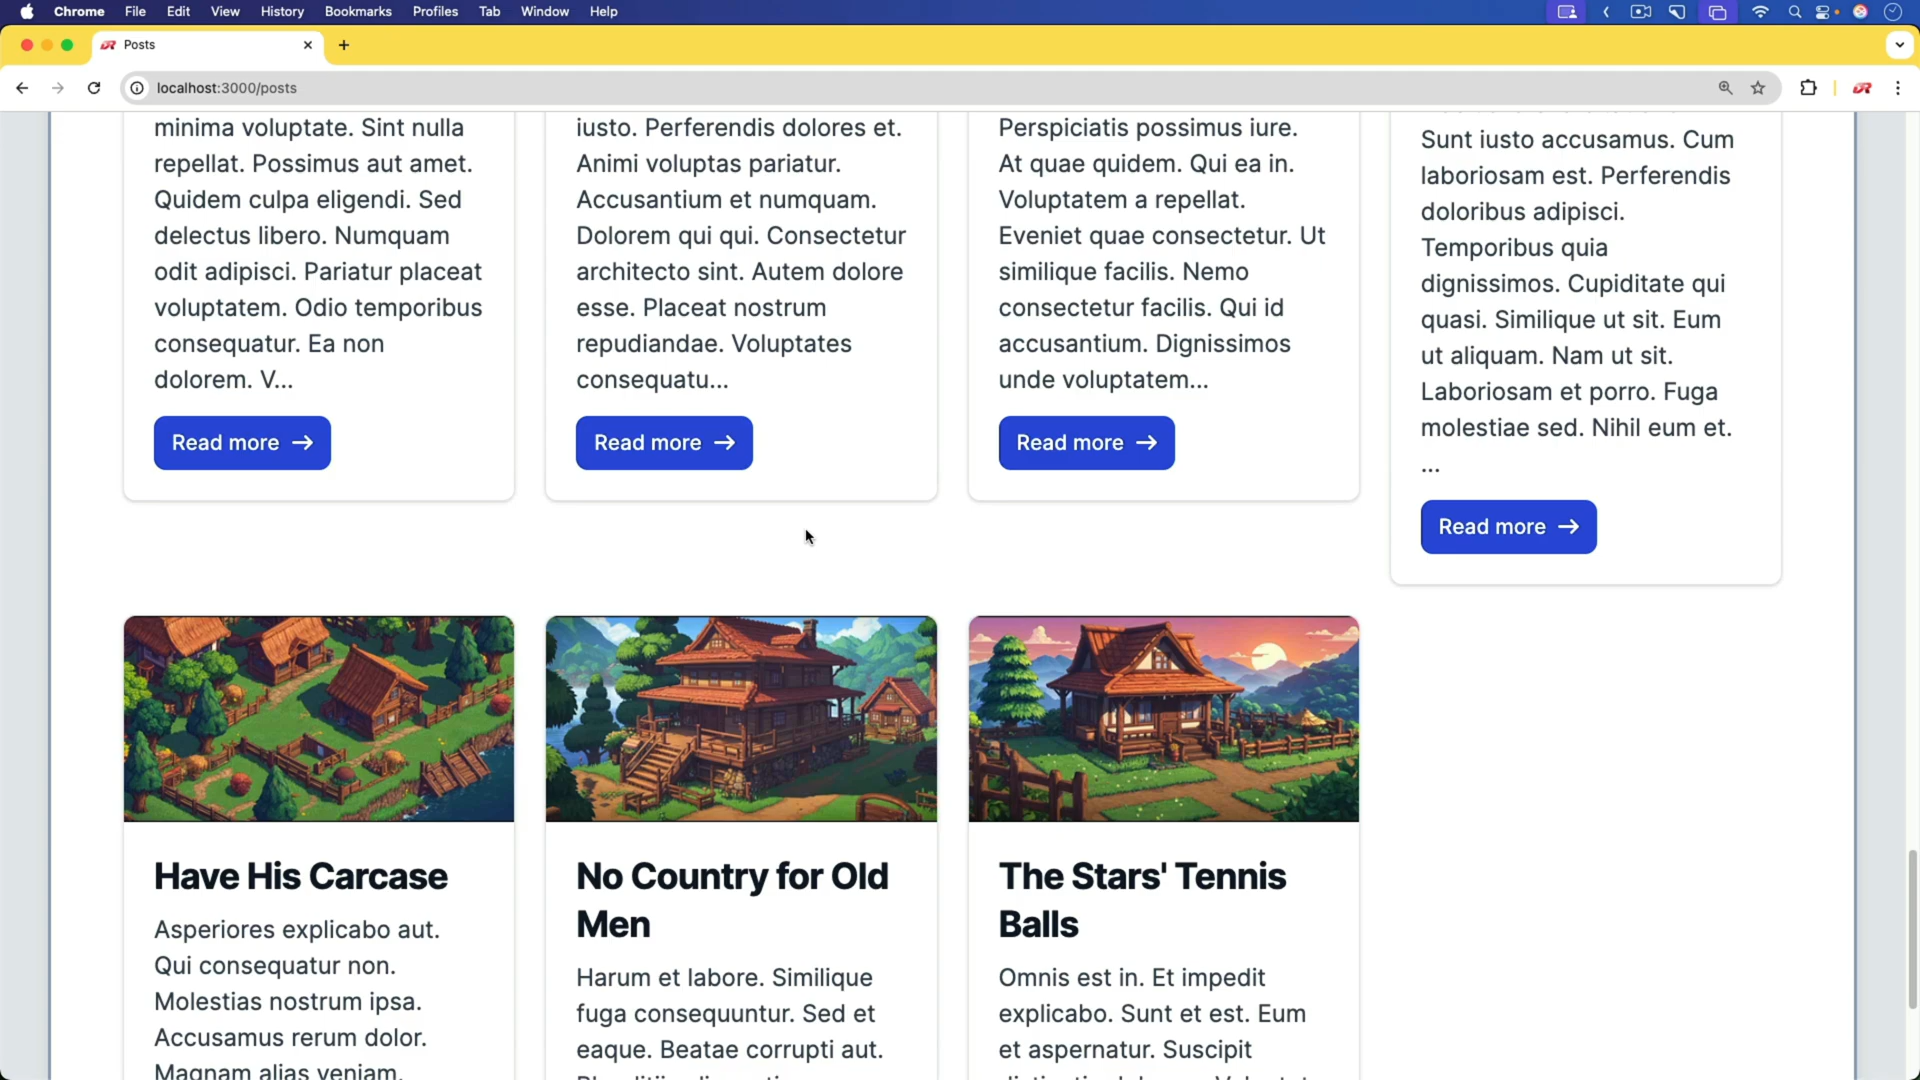 Chrome File Edit View History Bookmarks Profiles Tab Window Help
Posts
localhost:3000/posts
minima voluptate. Sint nulla
repellat. Possimus aut amet.
Quidem culpa eligendi. Sed
delectus libero. Numquam
odit adipisci. Pariatur placeat
voluptatem. Odio temporibus
consequatur. Ea non
dolorem. V...
Read more →
iusto. Perferendis dolores et.
Animi voluptas pariatur.
Accusantium et numquam.
Dolorem qui qui. Consectetur
architecto sint. Autem dolore
esse. Placeat nostrum
repudiandae. Voluptates
consequatu...
Read more →
Perspiciatis possimus iure.
At quae quidem. Qui ea in.
Voluptatem a repellat.
Eveniet quae consectetur. Ut
similique facilis. Nemo
consectetur facilis. Qui id
accusantium. Dignissimos
unde voluptatem...
Read more →
Sunt iusto accusamus. Cum
laboriosam est. Perferendis
doloribus adipisci.
Temporibus quia
dignissimos. Cupiditate qui
quasi. Similique ut sit. Eum
ut aliquam. Nam ut sit.
Laboriosam et porro. Fuga
molestiae sed. Nihil eum et.
...
Read more →
Have His Carcase
Asperiores explicabo aut.
Qui consequatur non.
Molestias nostrum ipsa.
Accusamus rerum dolor.
Magnam alias veniam.
No Country for Old
Men
Harum et labore. Similique
fuga consequuntur. Sed et
eaque. Beatae corrupti aut.
The Stars' Tennis
Balls
Omnis est in. Et impedit
explicabo. Sunt et est. Eum
et aspernatur. Suscipit